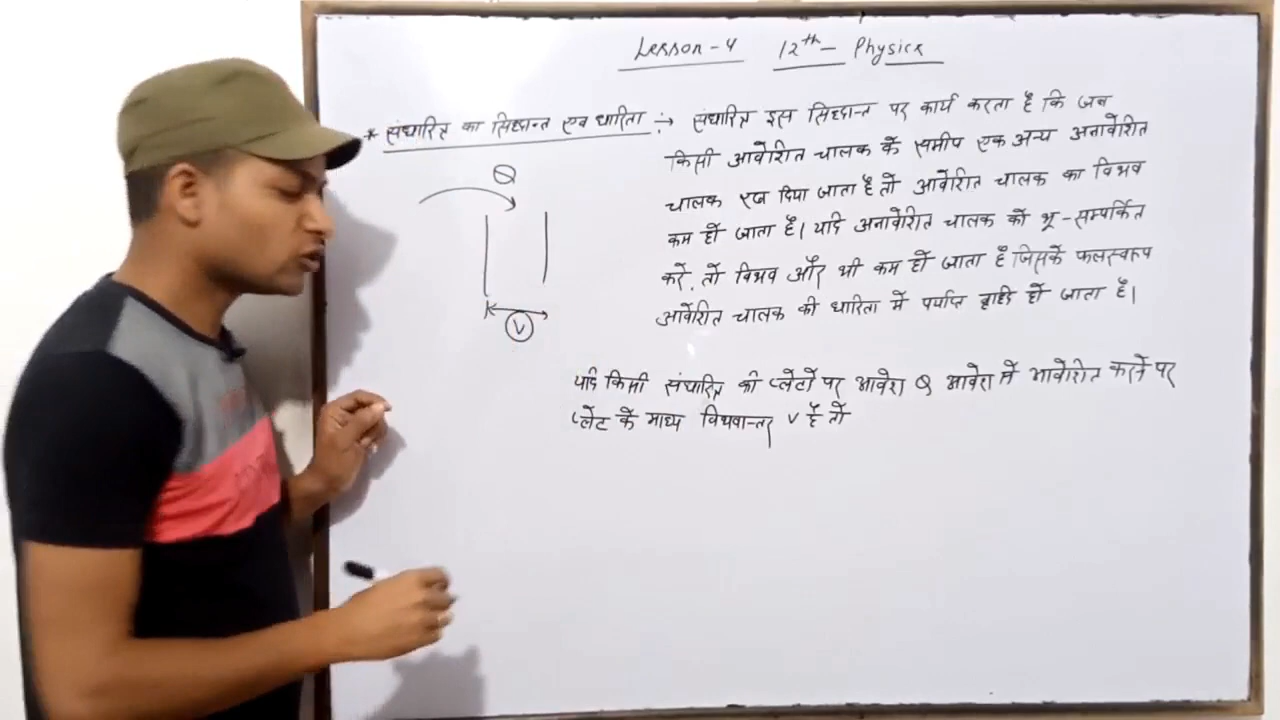 Lesson-4 12th- Physics
* संधारित्र का सिद्धान्त एवं धारिता :→ संधारित्र इस सिद्धान्त पर कार्य करता है कि जब
किसी आवेशित चालक के समीप एक अन्य अनावेशित
चालक रख दिया जाता है तो आवेशित चालक का विभव
कम हो जाता है। यदि अनावेशित चालक को भू-सम्पर्कित
करे, तो विभव और भी कम हो जाता है जिसके फलस्वरूप
आवेशित चालक की धारिता में पर्याप्त वृद्धि हो जाता है।
Q
V
यदि किसी संधारित्र की प्लेटों पर आवेश Q आवेश से आवेशित करने पर
प्लेट के माध्य विभवान्तर V है तो